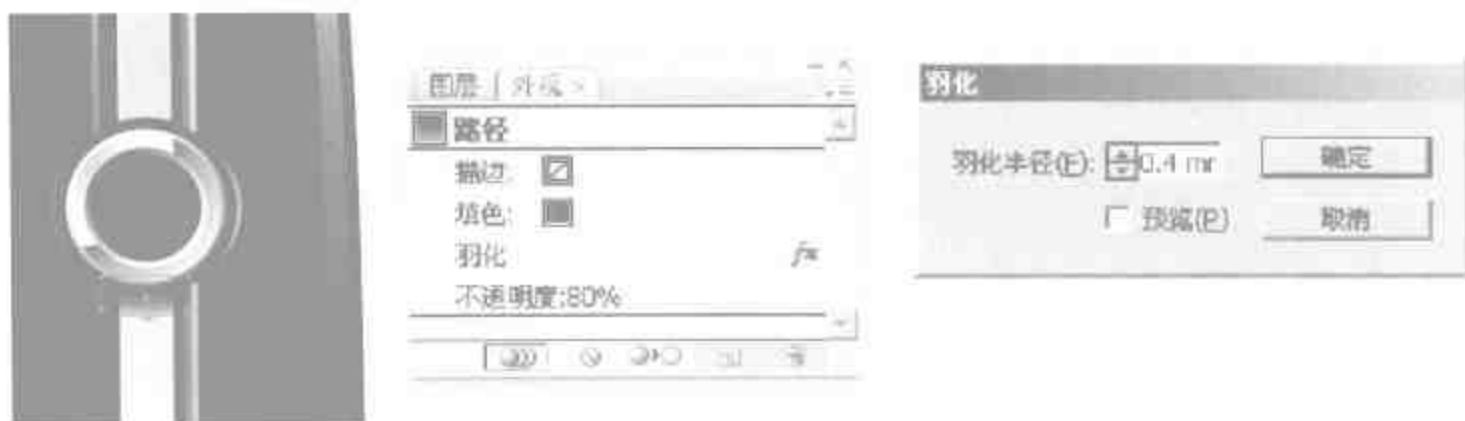 图层 外观 ×
路径
描边:
填色:
羽化 fx
不透明度:80%
羽化
羽化半径(F): 0.4 mr 确定
预览(P) 取消